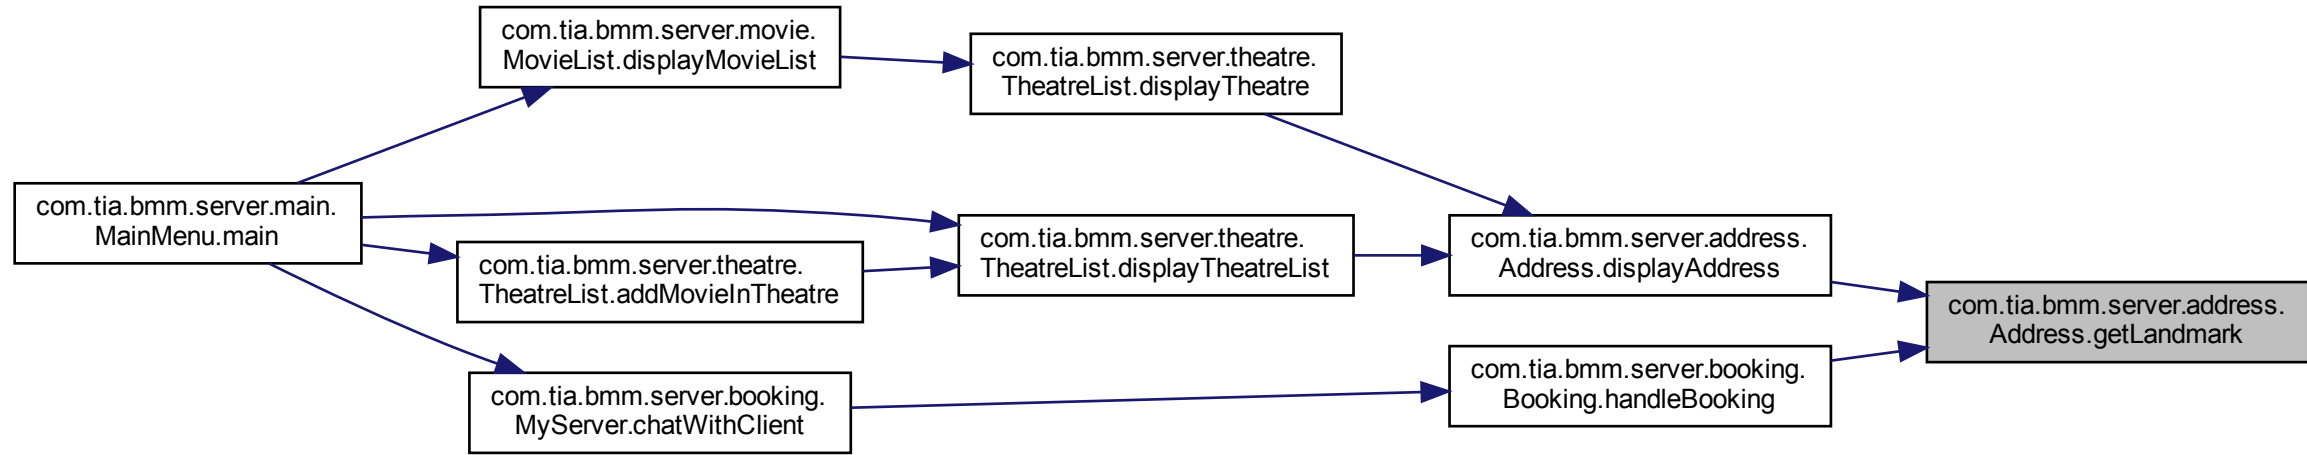 com.tia.bmm.server.movie.
MovieList.displayMovieList
com.tia.bmm.server.theatre.
TheatreList.displayTheatre
com.tia.bmm.server.main.
MainMenu.main
com.tia.bmm.server.theatre.
TheatreList.addMovieInTheatre
com.tia.bmm.server.theatre.
TheatreList.displayTheatreList
com.tia.bmm.server.address.
Address.displayAddress
com.tia.bmm.server.address.
Address.getLandmark
com.tia.bmm.server.booking.
MyServer.chatWithClient
com.tia.bmm.server.booking.
Booking.handleBooking